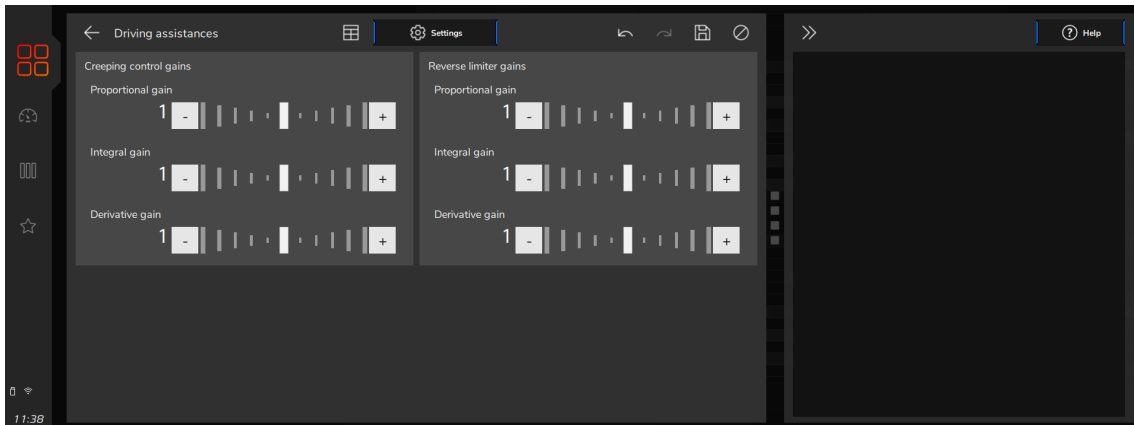 Driving assistances
Settings
Help
Creeping control gains
Proportional gain
1 - +
Integral gain
1 - +
Derivative gain
1 - +
Reverse limiter gains
Proportional gain
1 - +
Integral gain
1 - +
Derivative gain
1 - +
11:38